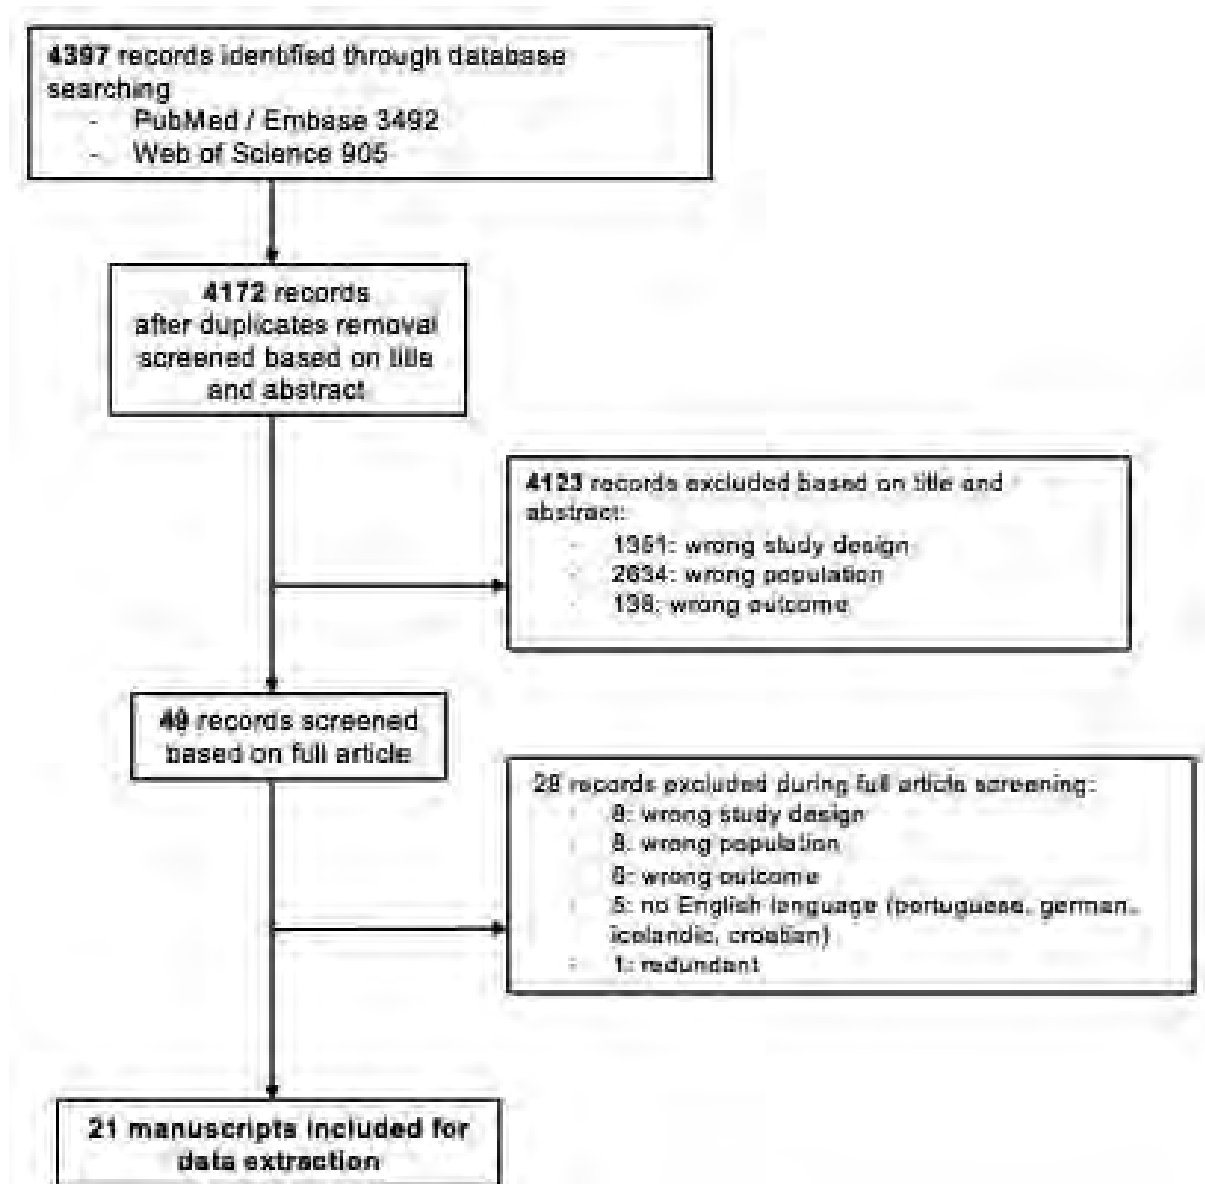 4397 records identified through database
searching
- PubMed / Embase 3492
- Web of Science 905
4172 records
after duplicates removal
screened based on title
and abstract
4123 records excluded based on title and
abstract:
- 1351: wrong study design
- 2634: wrong population
- 138: wrong outcome
49 records screened
based on full article
28 records excluded during full article screening:
- 8: wrong study design
- 8: wrong population
6: wrong outcome
- 5: no English language (portuguese, german,
icelandic, croatian)
- 1: redundant
21 manuscripts included for
data extraction